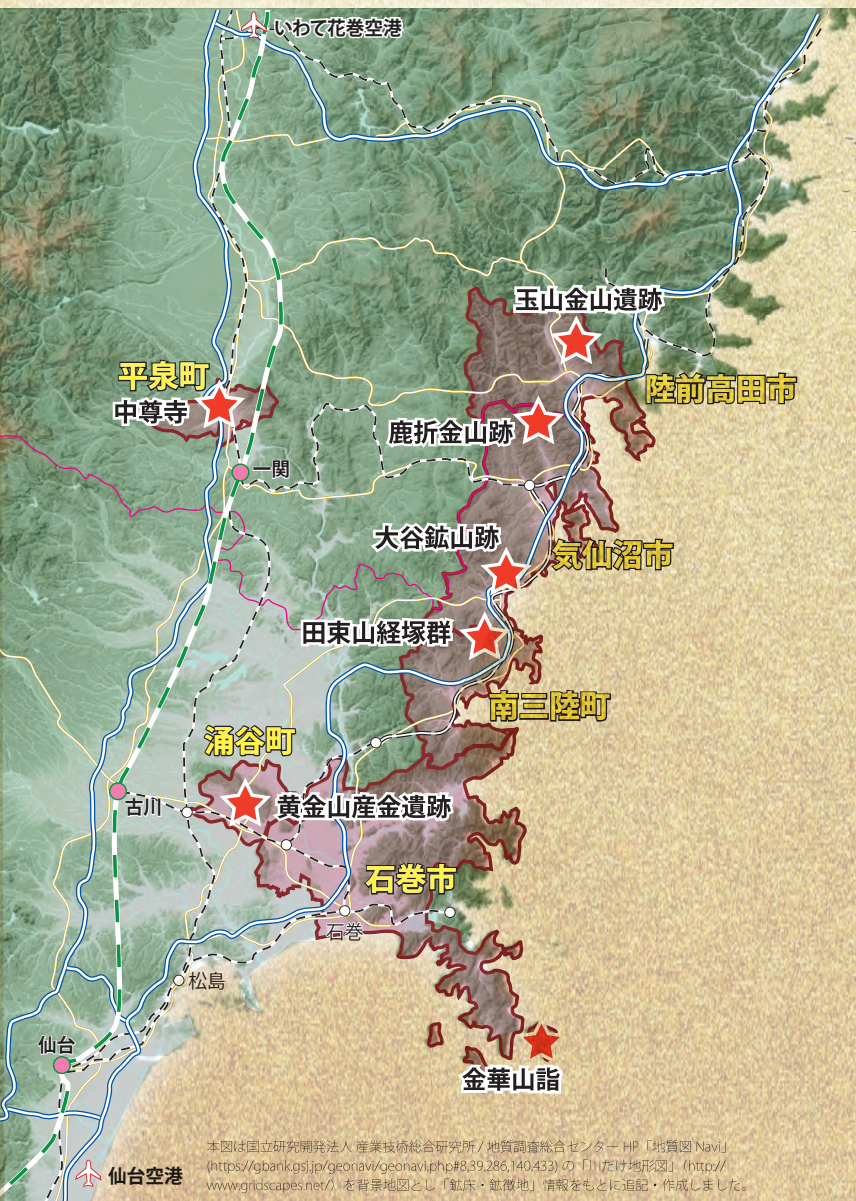 いわて花巻空港
玉山金山遺跡
平泉町
陸前高田市
中尊寺
鹿折金山跡
一関
大谷鉱山跡
気仙沼市
田束山経塚群
南三陸町
涌谷町
古川
黄金山産金遺跡
石巻市
石巻
松島
仙台
金華山詣
仙台空港
本図は国立研究開発法人 産業技術総合研究所 / 地質調査総合センター HP「地質図 Navi」
(https://gbank.gsj.jp/geonavi/geonavi.php#8,39.286,140.433) の「川だけ地形図」(http://
www.gridscapes.net/) を背景地図とし「鉱床・鉱徴地」情報をもとに追記・作成しました。